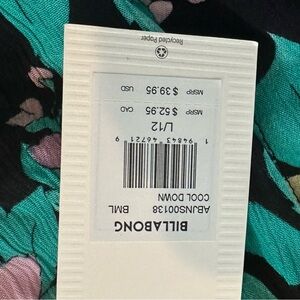 BILLABONG
ABJNS00138 BML
COOL DOWN
1 94843 46721 9
L/12
MSRP $ 52.95 CAD
MSRP $ 39.95 USD
Recycled Paper